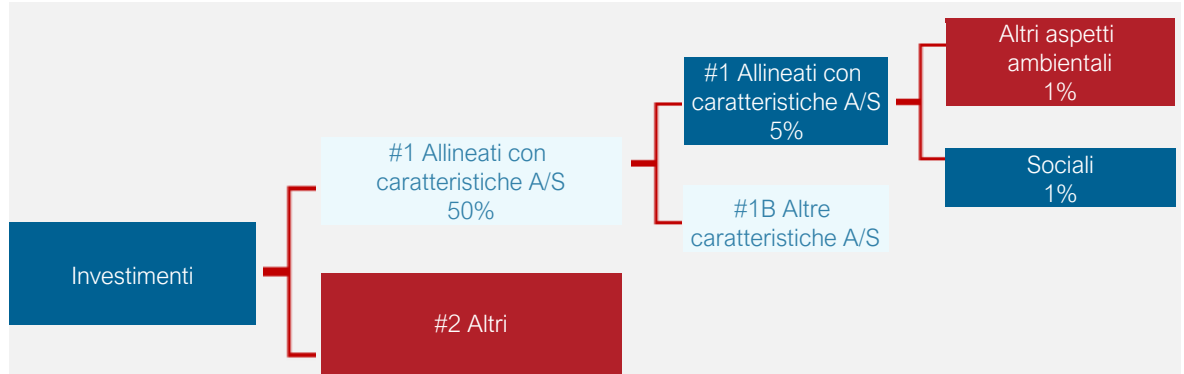 Investimenti
#1 Allineati con
caratteristiche A/S
50%
#2 Altri
#1 Allineati con
caratteristiche A/S
5%
#1B Altre
caratteristiche A/S
Altri aspetti
ambientali
1%
Sociali
1%